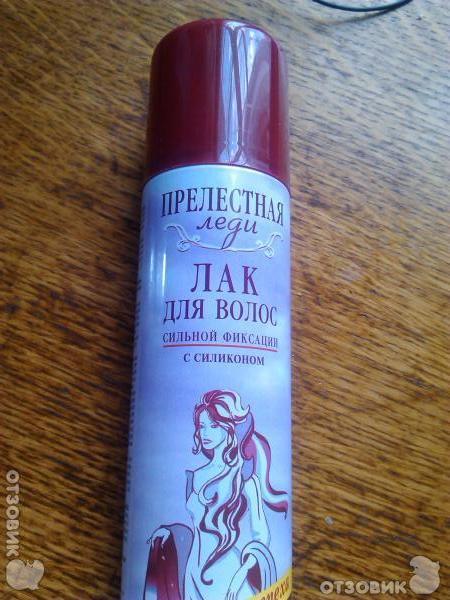 ПРЕЛЕСТНАЯ
леди
ЛАК
ДЛЯ ВОЛОС
СИЛЬНОЙ ФИКСАЦИИ
С СИЛИКОНОМ
ОТЗОВИК
ОТЗОВИК